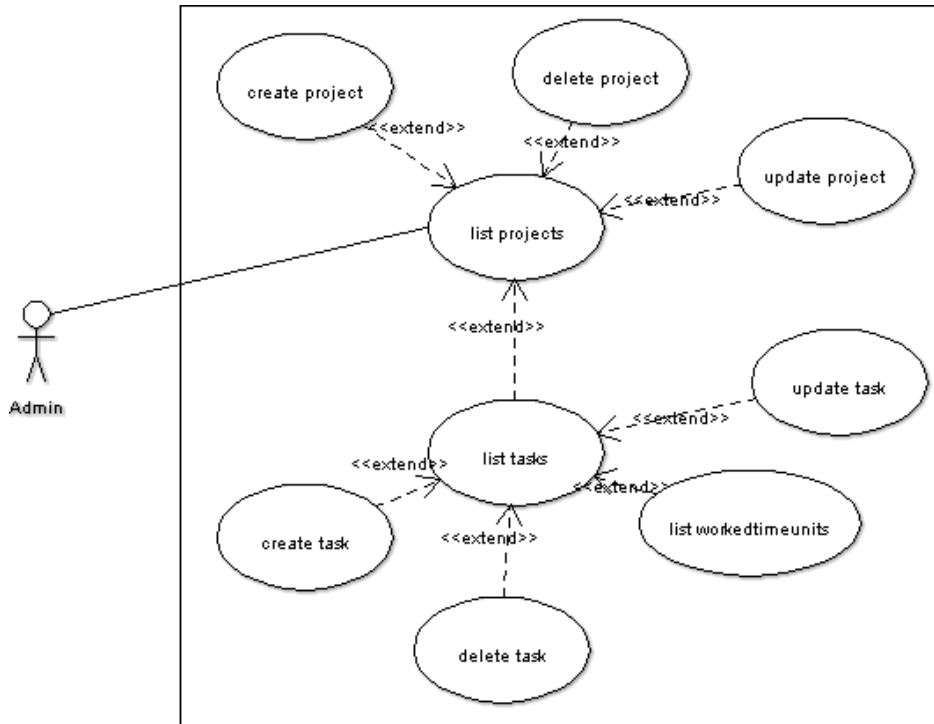 create project
delete project
<<extend>>
<<extend>>
update project
<<extend>>
list projects
<<extend>>
Admin
update task
<<extend>>
list tasks
<<extend>>
<<extend>>
list workedtimeunits
create task
<<extend>>
delete task